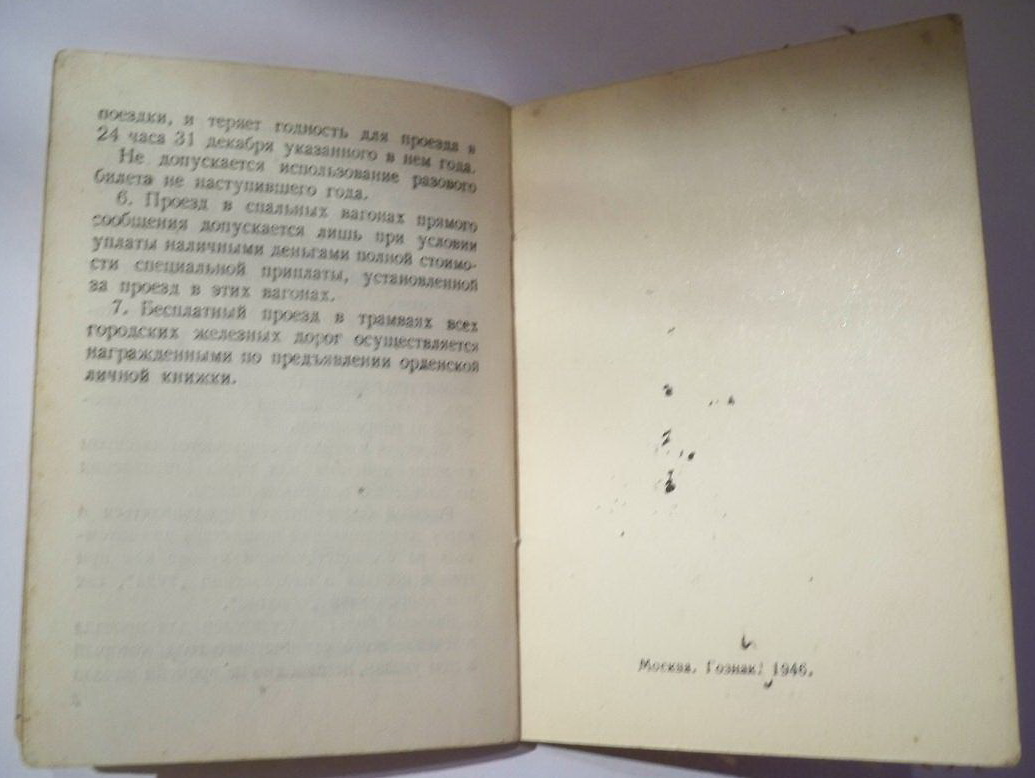 поездки, и теряет годность для проезда в
24 часа 31 декабря указанного в нем года.
Не допускается использование разового
билета не наступившего года.
6. Проезд в спальных вагонах прямого
сообщения допускается лишь при условии
уплаты наличными деньгами полной стоимо-
сти специальной приплаты, установленной
за проезд в этих вагонах.
7. Бесплатный проезд в трамваях всех
городских железных дорог осуществляется
награжденными по предъявлении орденской
личной книжки.
Москва. Гознак. 1946.